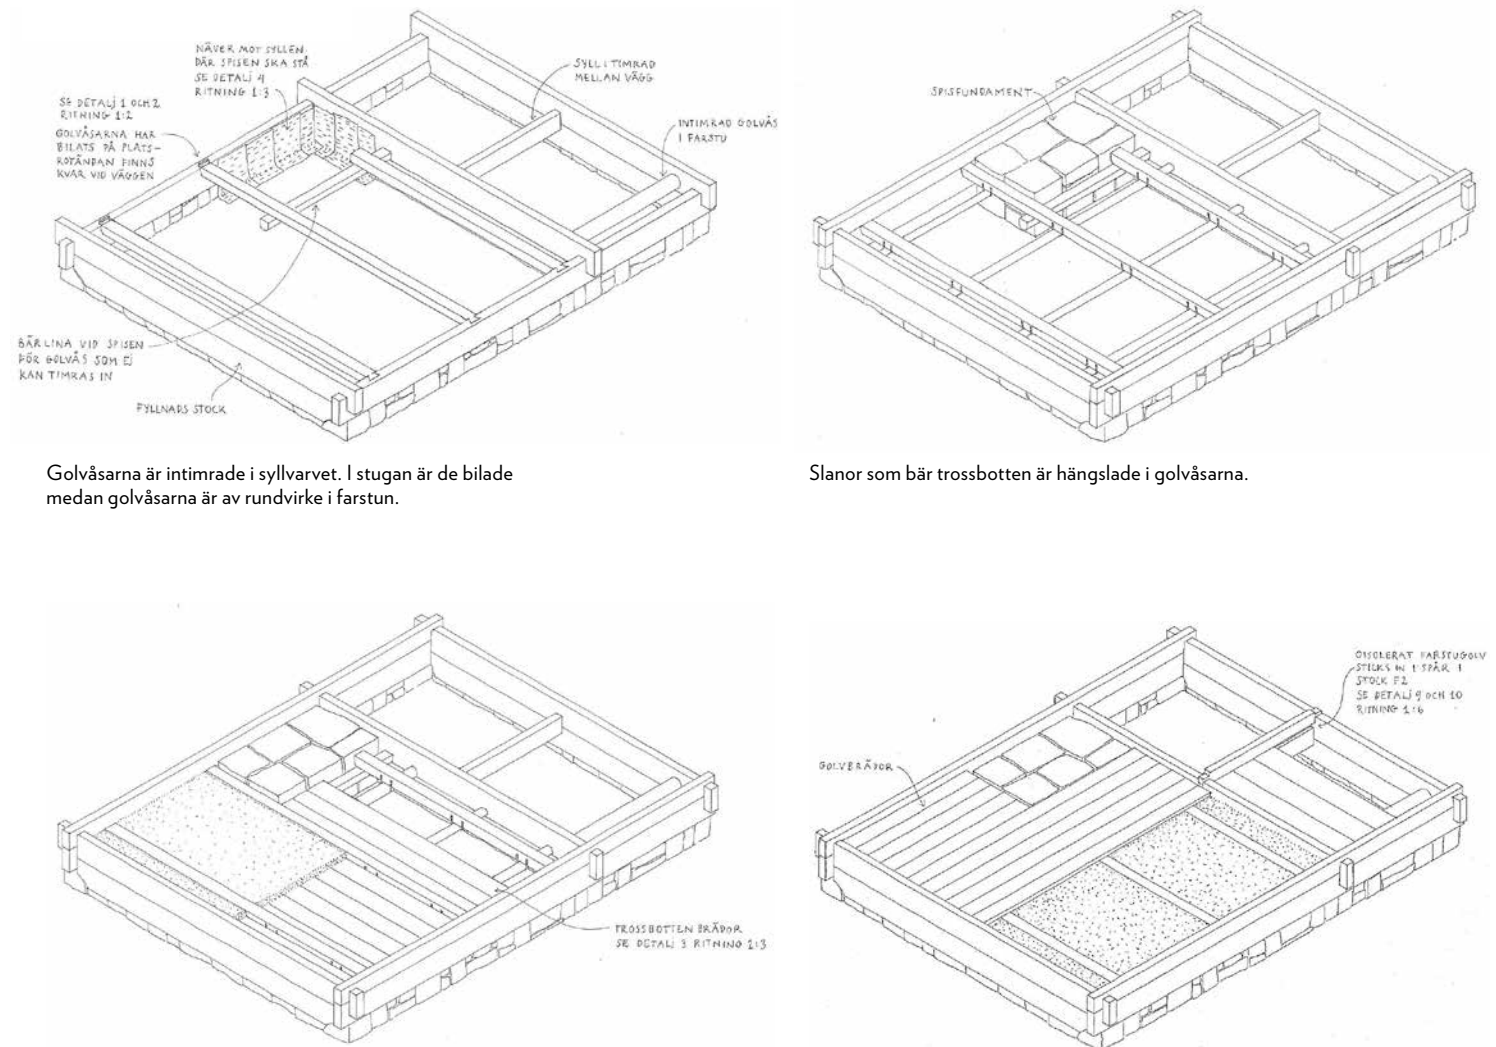 NÄVER MOT SYLLEN
DÄR SPISEN SKA STÅ
SE DETALJ 4
RITNING 1:3
SYLL I TIMRAD
MELLAN VÄGG
SE DETALJ 1 OCH 2
RITNING 1:2
GOLVÅSARNA HAR
BILATS PÅ PLATS-
ROTÄNDAN FINNS
KVAR VID VÄGGEN
INTIMRAD GOLVÅS
I FARSTU
BÄRLINA VID SPISEN
FÖR GOLVÅS SOM EJ
KAN TIMRAS IN
FYLLNADS STOCK
SPISFUNDAMENT
Golvåsarna är intimrade i syllvarvet. I stugan är de bilade
medan golvåsarna är av rundvirke i farstun.
Slanor som bär trossbotten är hängslade i golvåsarna.
TROSSBOTTEN BRÄDOR
SE DETALJ 3 RITNING 1:3
OISOLERAT FARSTUGOLV
STICKS IN I SPÅR I
STOCK F2
SE DETALJ 9 OCH 10
RITNING 1:6
GOLVBRÄDOR